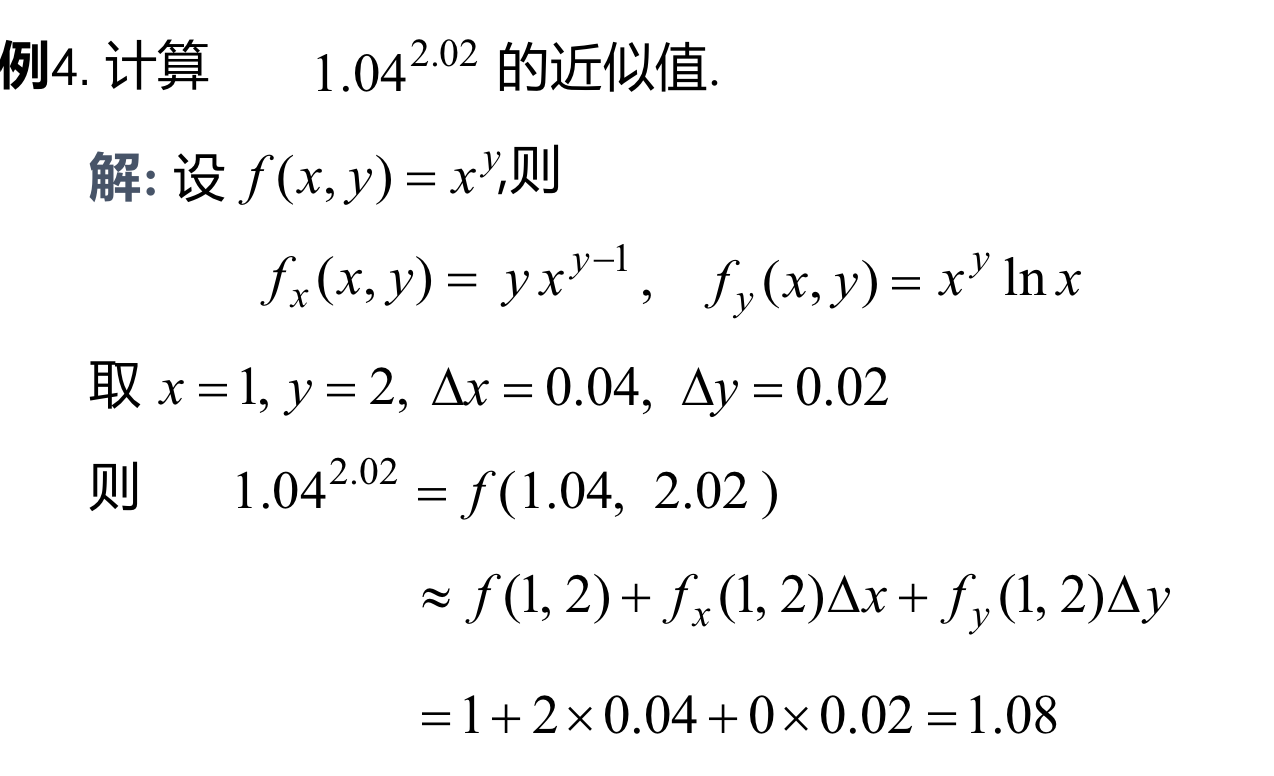 例4. 计算 1.04^{2.02} 的近似值.
解: 设 f(x, y) = x^y, 则
f_x(x, y) = y x^{y−1}, f_y(x, y) = x^y ln x
取 x = 1, y = 2, Δx = 0.04, Δy = 0.02
则 1.04^{2.02} = f(1.04, 2.02 )
≈ f(1, 2) + f_x(1, 2)Δx + f_y(1, 2)Δy
= 1 + 2 × 0.04 + 0 × 0.02 = 1.08